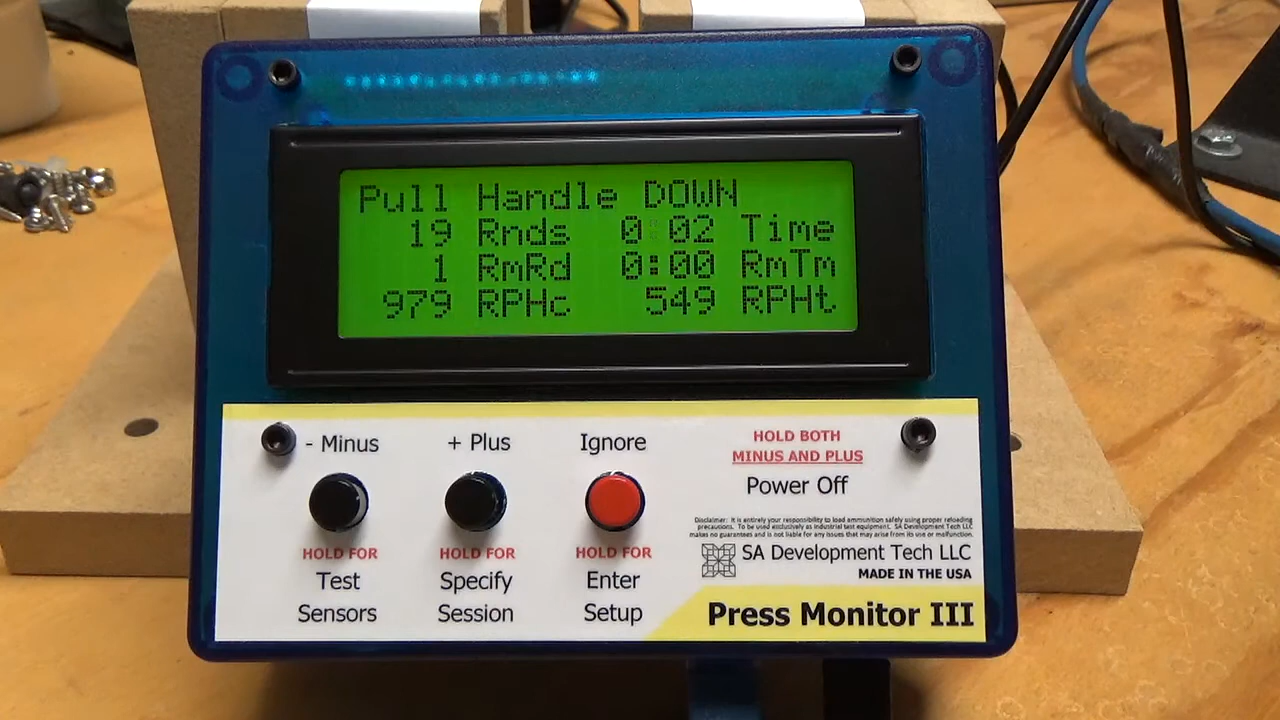 Pull Handle DOWN
19 Rnds 0:02 Time
1 RmRd 0:00 RmTm
979 RPHc 549 RPHt
- Minus
+ Plus
Ignore
HOLD BOTH
MINUS AND PLUS
Power Off
HOLD FOR
Test
Sensors
HOLD FOR
Specify
Session
HOLD FOR
Enter
Setup
Disclaimer: It is entirely your responsibility to load ammunition safely using proper reloading
precautions. To be used exclusively as industrial test equipment. SA Development Tech LLC
makes no guarantees and is not liable for any issues that may arise from its use or malfunction.
SA Development Tech LLC
MADE IN THE USA
Press Monitor III